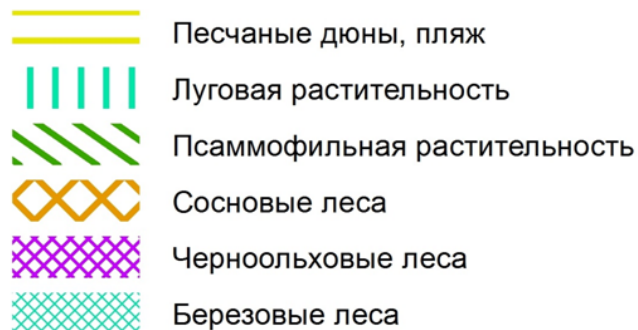 Песчаные дюны, пляж
Луговая растительность
Псаммофильная растительность
Сосновые леса
Черноольховые леса
Березовые леса